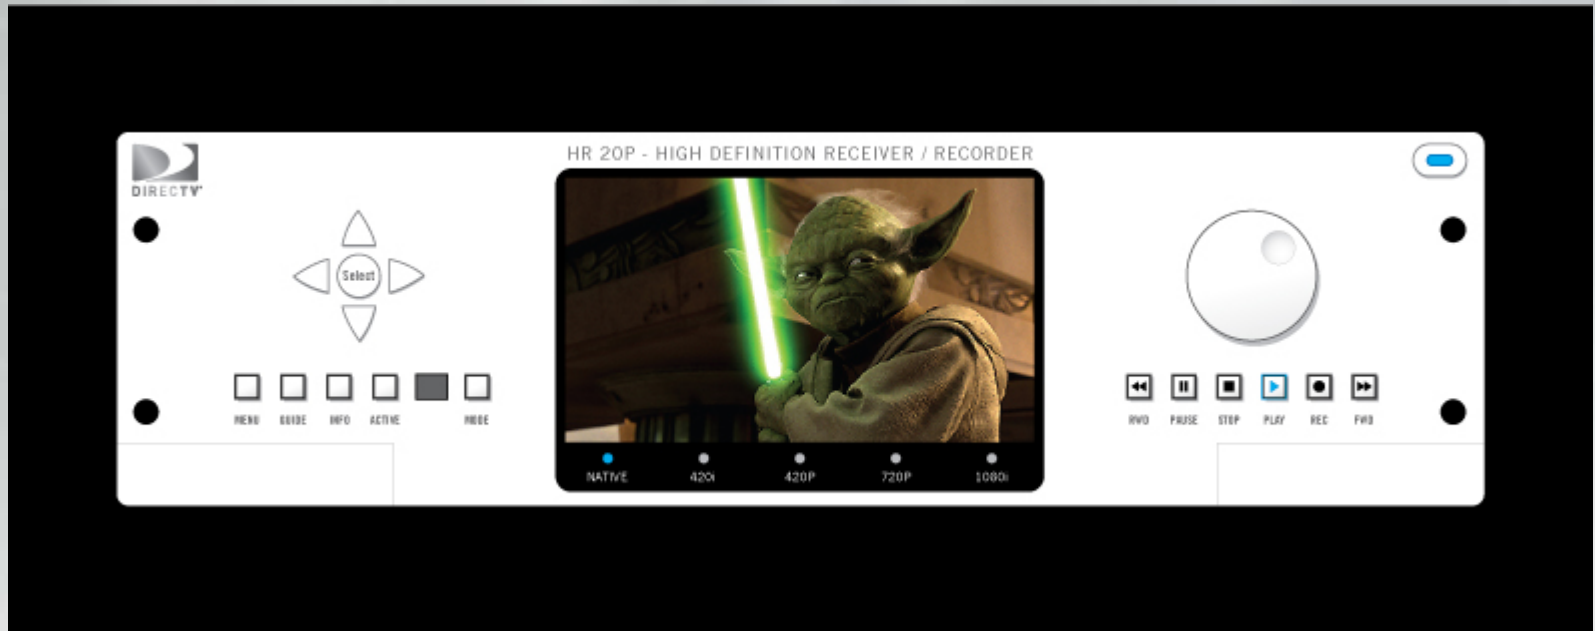 HR 20P - HIGH DEFINITION RECEIVER / RECORDER
DIRECTV
Select
MENU GUIDE INFO ACTIVE MODE
RWD PAUSE STOP PLAY REC FWD
NATIVE 420i 420P 720P 1080i